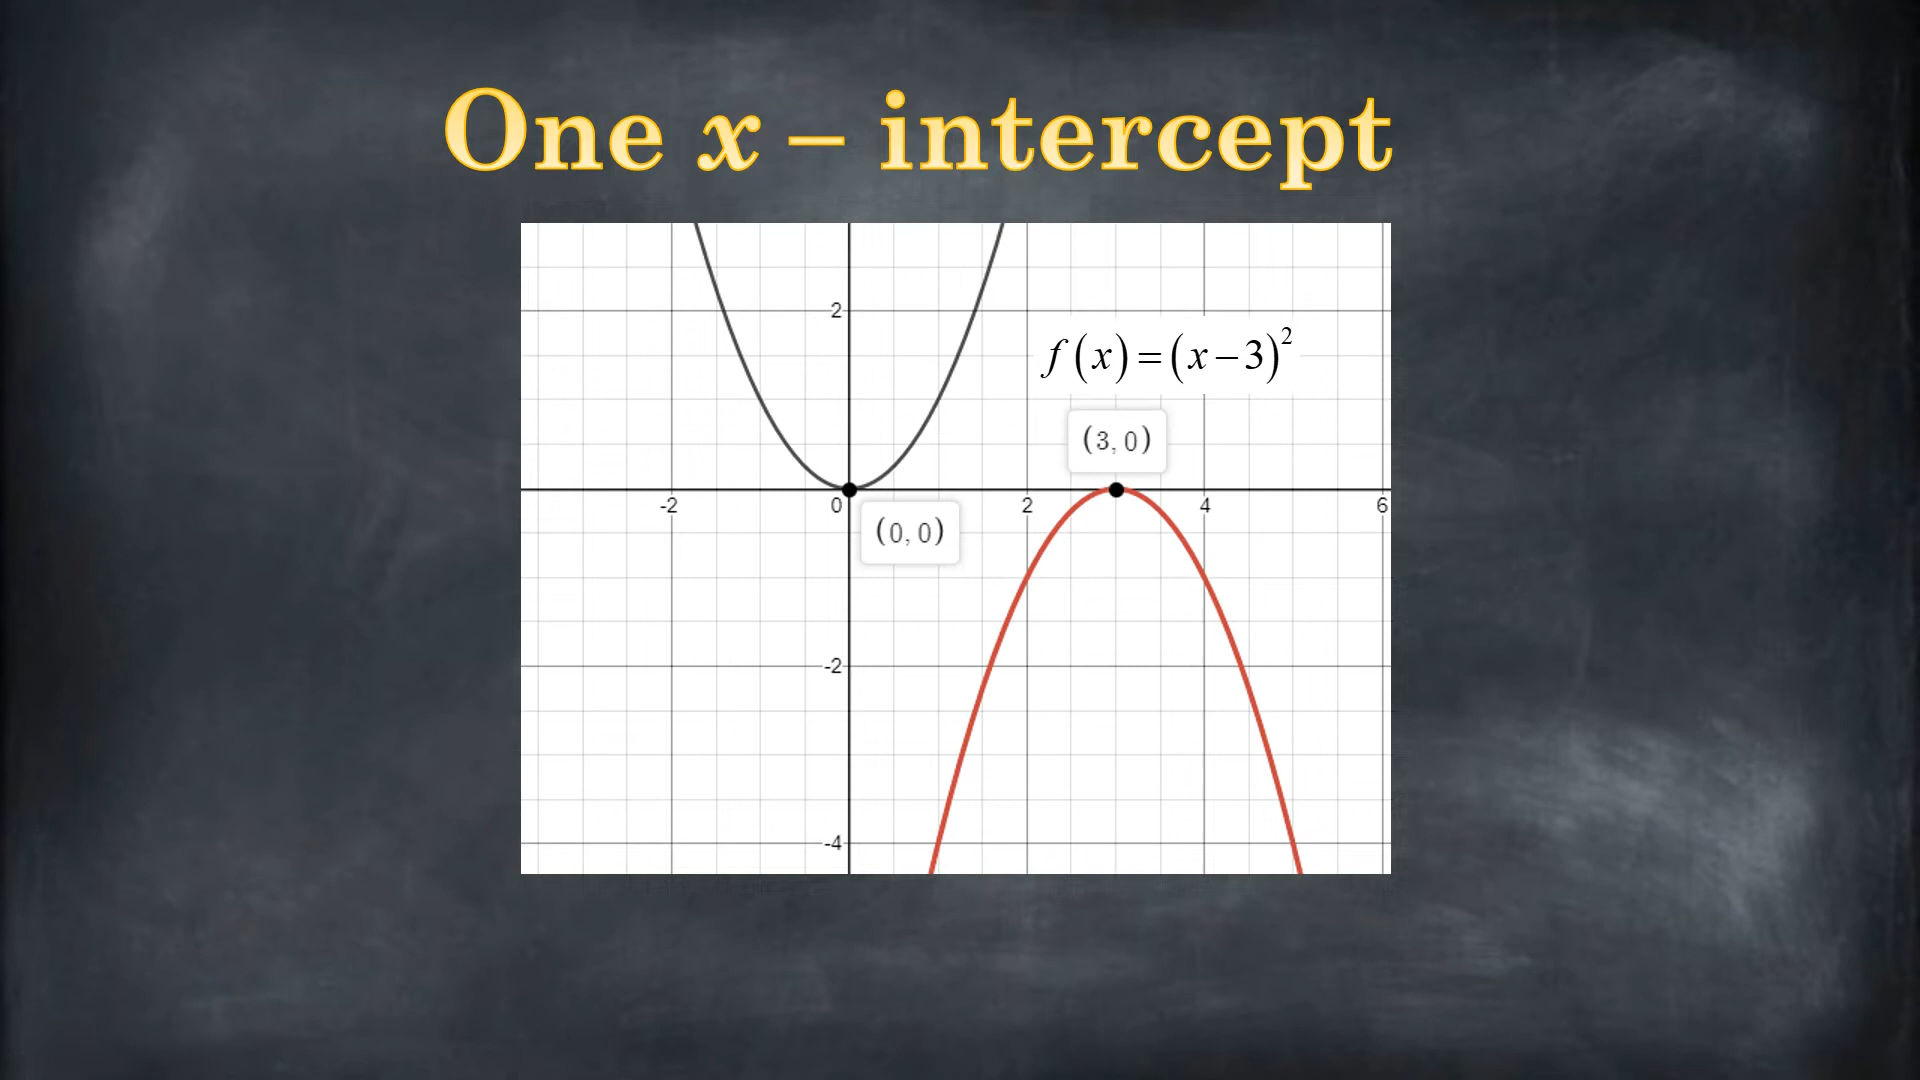 One x – intercept
2
f(x)=(x−3)²
(3, 0)
-2 0 2 4 6
(0, 0)
-2
-4